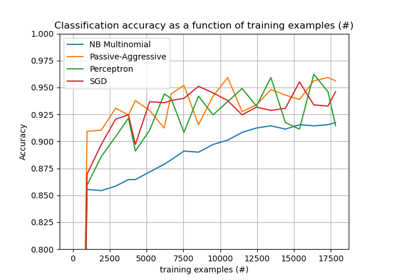 Classification accuracy as a function of training examples (#)
1.000
0.975
0.950
0.925
0.900
0.875
0.850
0.825
0.800
Accuracy
NB Multinomial
Passive-Aggressive
Perceptron
SGD
0 2500 5000 7500 10000 12500 15000 17500
training examples (#)